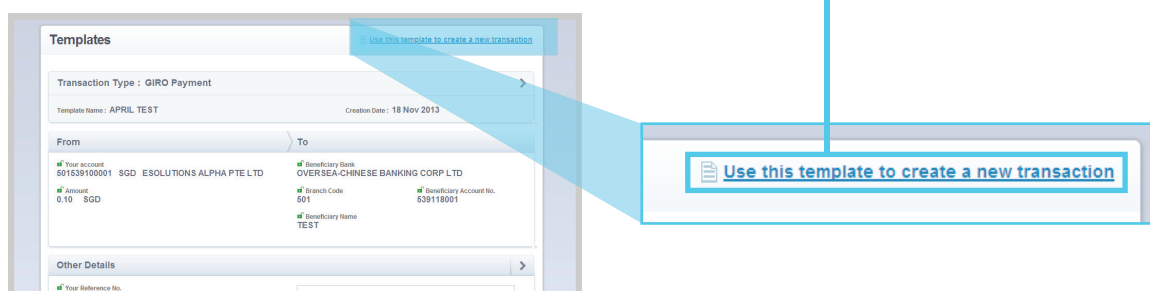 Templates
Use this template to create a new transaction
Transaction Type : GIRO Payment
Template Name : APRIL TEST
Creation Date : 18 Nov 2013
From
To
Your account
501539100001 SGD ESOLUTIONS ALPHA PTE LTD
Beneficiary Bank
OVERSEA-CHINESE BANKING CORP LTD
Amount
0.10 SGD
Branch Code
501
Beneficiary Account No.
539118001
Beneficiary Name
TEST
Other Details
Your Reference No.
Use this template to create a new transaction